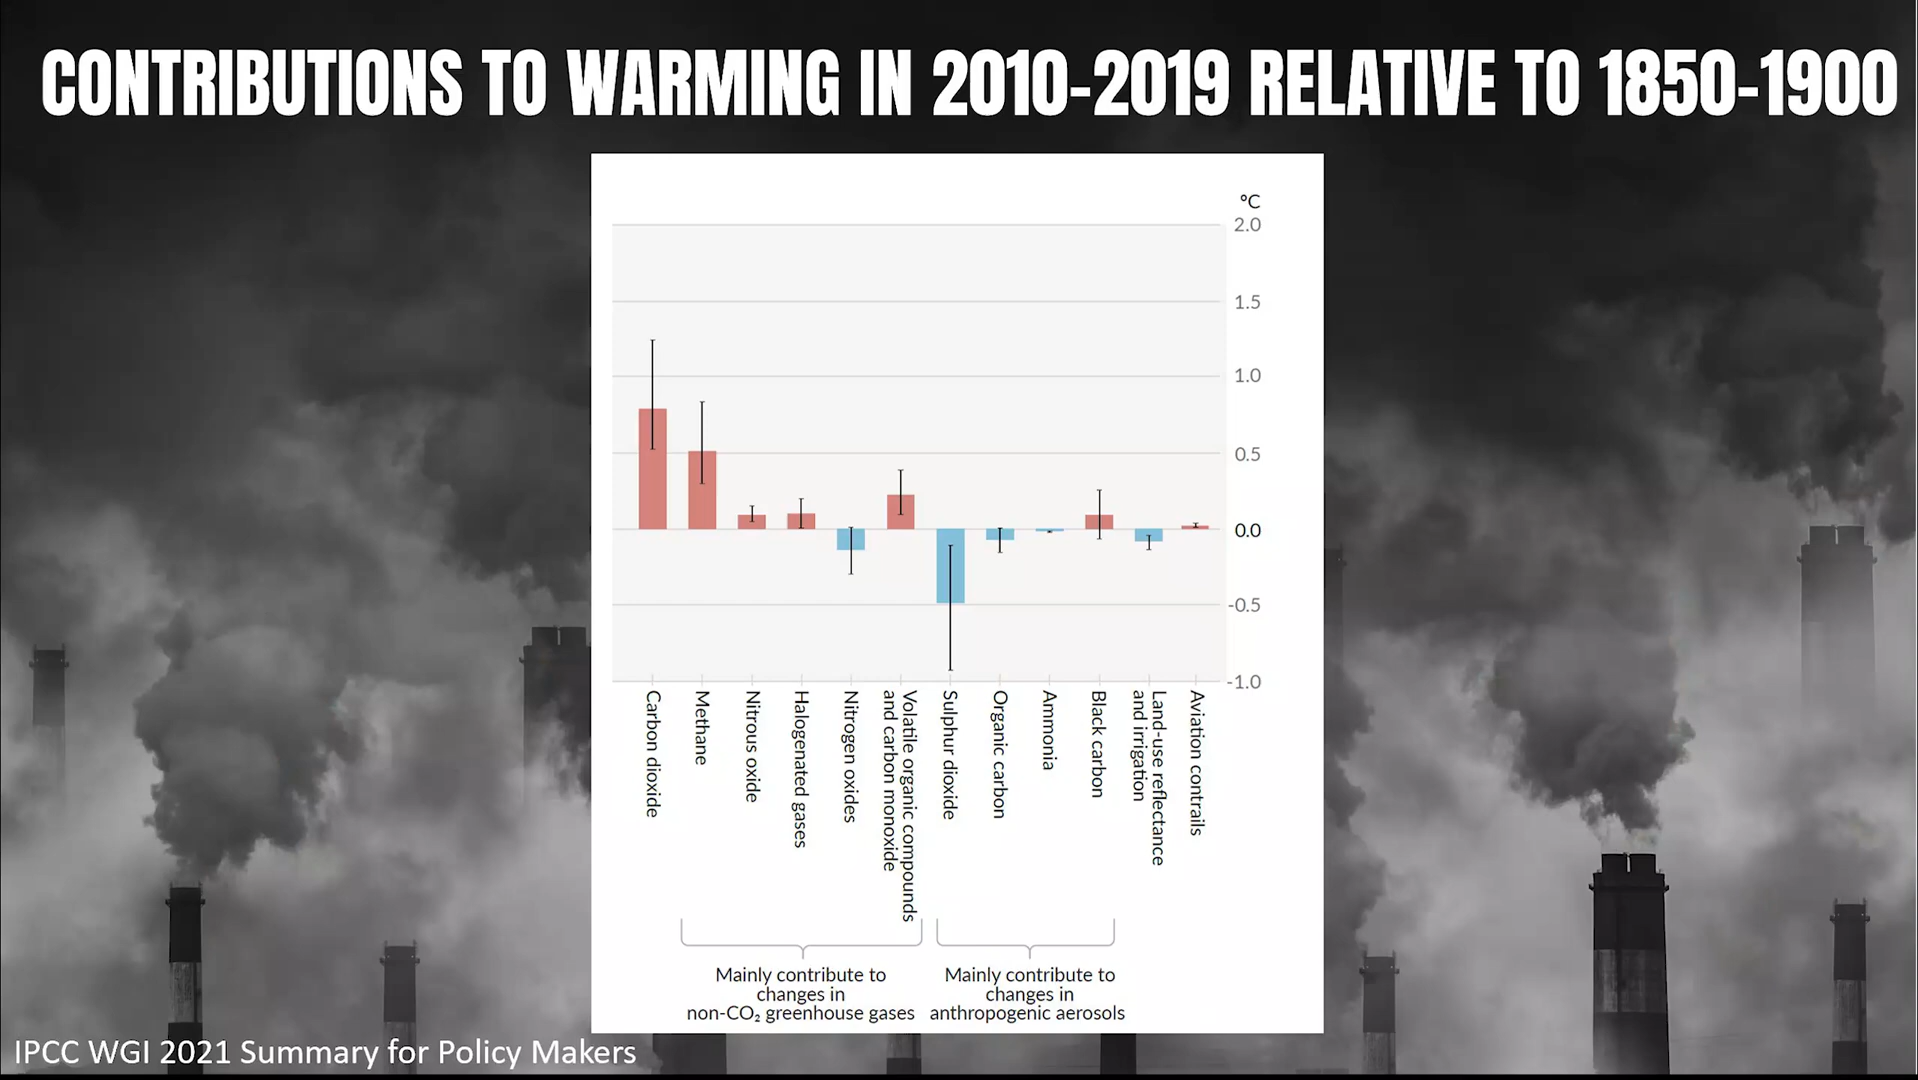 CONTRIBUTIONS TO WARMING IN 2010-2019 RELATIVE TO 1850-1900
°C
2.0
1.5
1.0
0.5
0.0
-0.5
-1.0
Carbon dioxide
Methane
Nitrous oxide
Halogenated gases
Nitrogen oxides
Volatile organic compounds
and carbon monoxide
Sulphur dioxide
Organic carbon
Ammonia
Black carbon
Land-use reflectance
and irrigation
Aviation contrails
Mainly contribute to
changes in
non-CO₂ greenhouse gases
Mainly contribute to
changes in
anthropogenic aerosols
IPCC WGI 2021 Summary for Policy Makers